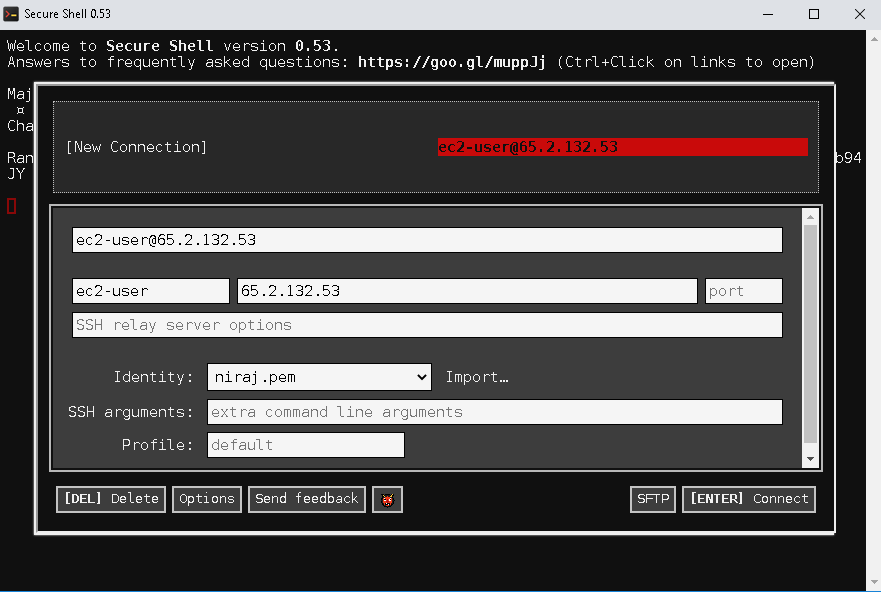 Secure Shell 0.53
Welcome to Secure Shell version 0.53.
Answers to frequently asked questions: https://goo.gl/muppJj (Ctrl+Click on links to open)
Maj
¤
Cha
[New Connection] ec2-user@65.2.132.53
Ran b94
JY
ec2-user@65.2.132.53
ec2-user 65.2.132.53 port
SSH relay server options
Identity: niraj.pem Import…
SSH arguments: extra command line arguments
Profile: default
[DEL] Delete Options Send feedback SFTP [ENTER] Connect